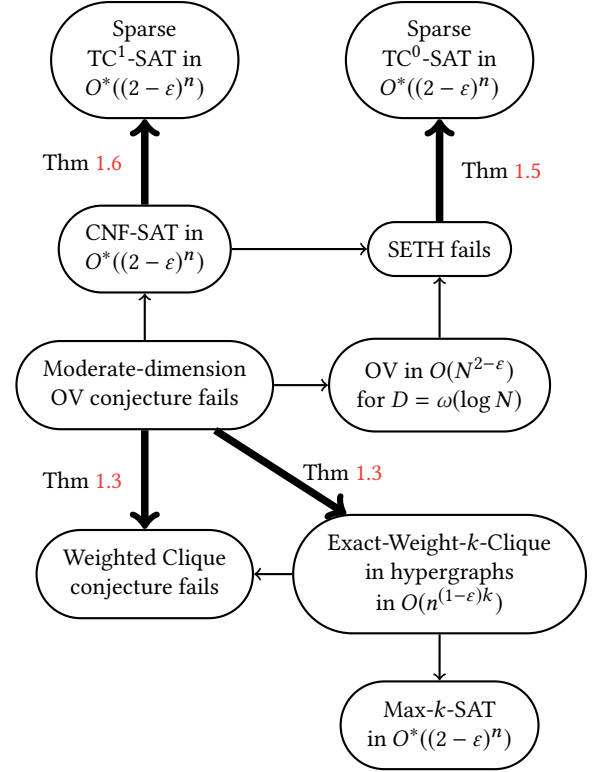 Sparse
TC¹-SAT in
O*((2 − ε)ⁿ)
Sparse
TC⁰-SAT in
O*((2 − ε)ⁿ)
Thm 1.6
Thm 1.5
CNF-SAT in
O*((2 − ε)ⁿ)
SETH fails
Moderate-dimension
OV conjecture fails
OV in O(N²⁻ᵋ)
for D = ω(log N)
Thm 1.3
Thm 1.3
Weighted Clique
conjecture fails
Exact-Weight-k-Clique
in hypergraphs
in O(n⁽¹⁻ᵋ⁾ᵏ)
Max-k-SAT
in O*((2 − ε)ⁿ)